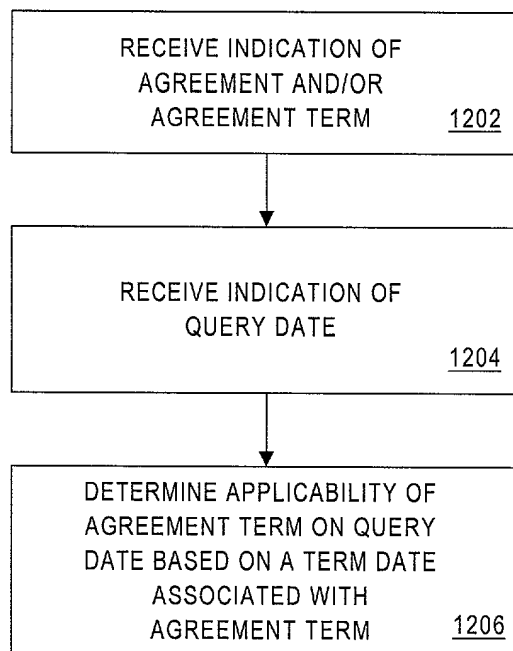 RECEIVE INDICATION OF
AGREEMENT AND/OR
AGREEMENT TERM 1202
RECEIVE INDICATION OF
QUERY DATE
1204
DETERMINE APPLICABILITY OF
AGREEMENT TERM ON QUERY
DATE BASED ON A TERM DATE
ASSOCIATED WITH
AGREEMENT TERM 1206